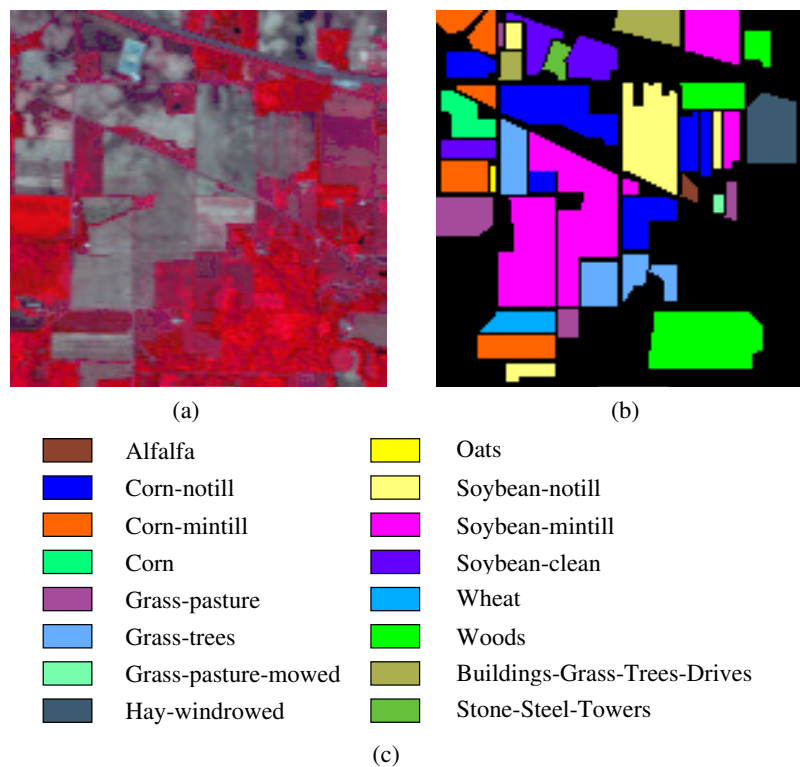 (a)
(b)
Alfalfa
Oats
Corn-notill
Soybean-notill
Corn-mintill
Soybean-mintill
Corn
Soybean-clean
Grass-pasture
Wheat
Grass-trees
Woods
Grass-pasture-mowed
Buildings-Grass-Trees-Drives
Hay-windrowed
Stone-Steel-Towers
(c)